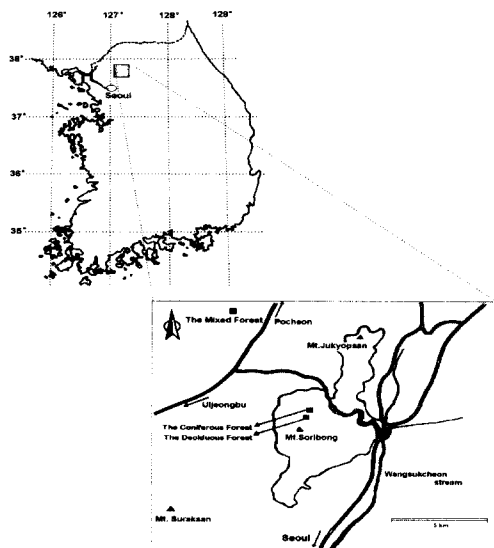 126° 127° 128° 129°
38°
Seoul
37°
36°
35°
The Mixed Forest
Pocheon
Mt.Jukyopsan
Uijeongbu
The Coniferous Forest
The Deciduous Forest
Mt.Soribong
Wangsukcheon
stream
Mt. Suraksan
Seoul
5 km